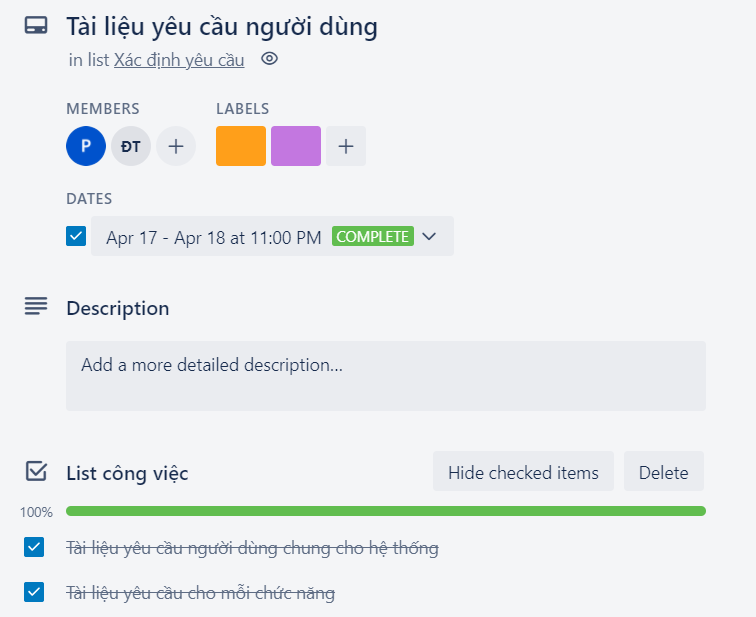 Tài liệu yêu cầu người dùng
in list Xác định yêu cầu
MEMBERS LABELS
P ĐT + +
DATES
Apr 17 - Apr 18 at 11:00 PM COMPLETE
Description
Add a more detailed description...
List công việc Hide checked items Delete
100%
Tài liệu yêu cầu người dùng chung cho hệ thống
Tài liệu yêu cầu cho mỗi chức năng